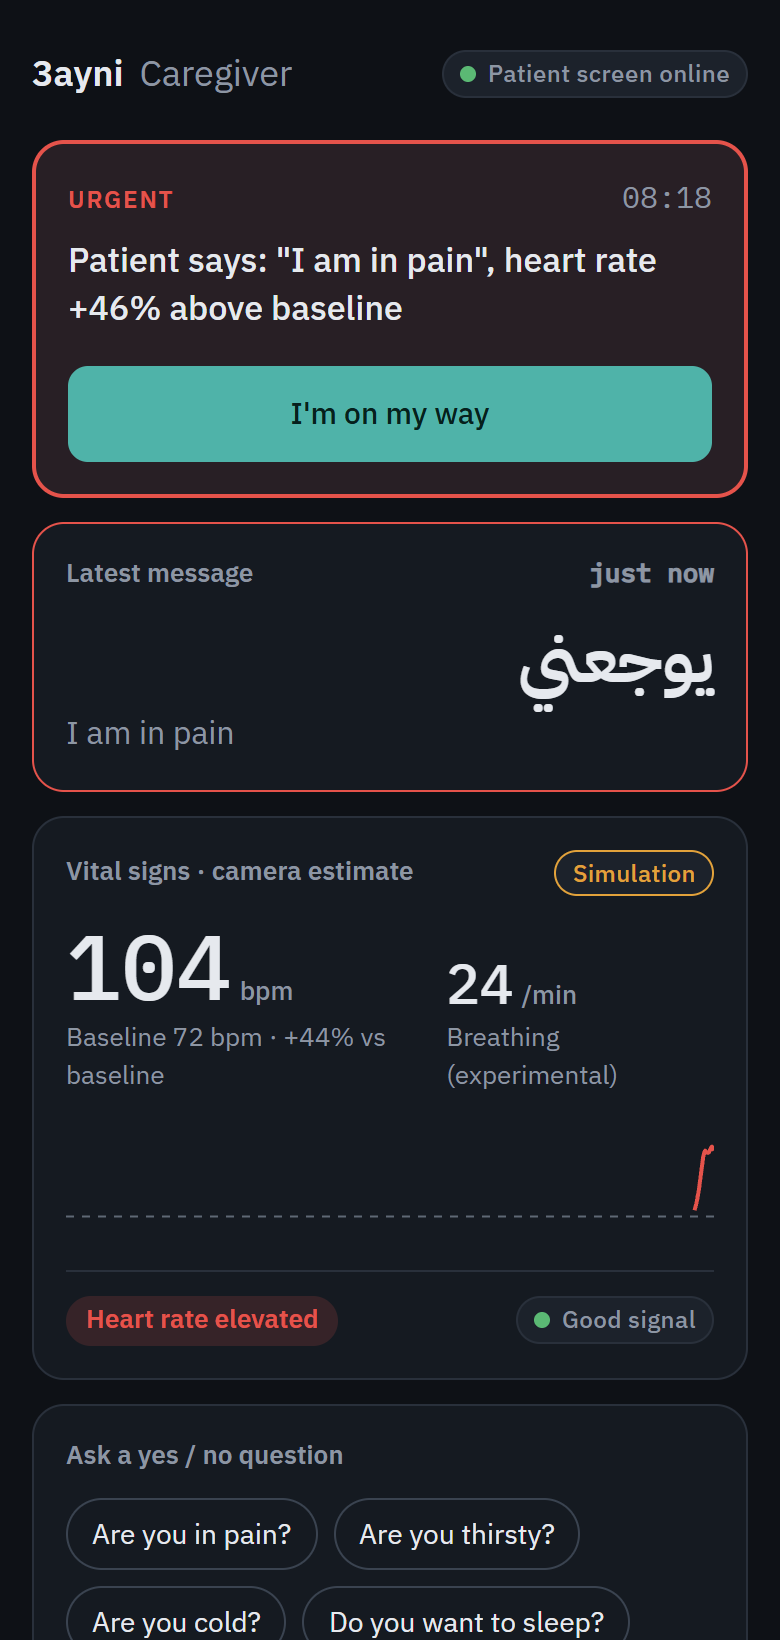 3ayni Caregiver
Patient screen online
URGENT
08:18
Patient says: "I am in pain", heart rate
+46% above baseline
I'm on my way
Latest message
just now
يوجعني
I am in pain
Vital signs · camera estimate
Simulation
104 bpm
24 /min
Baseline 72 bpm · +44% vs
baseline
Breathing
(experimental)
Heart rate elevated
Good signal
Ask a yes / no question
Are you in pain?
Are you thirsty?
Are you cold?
Do you want to sleep?